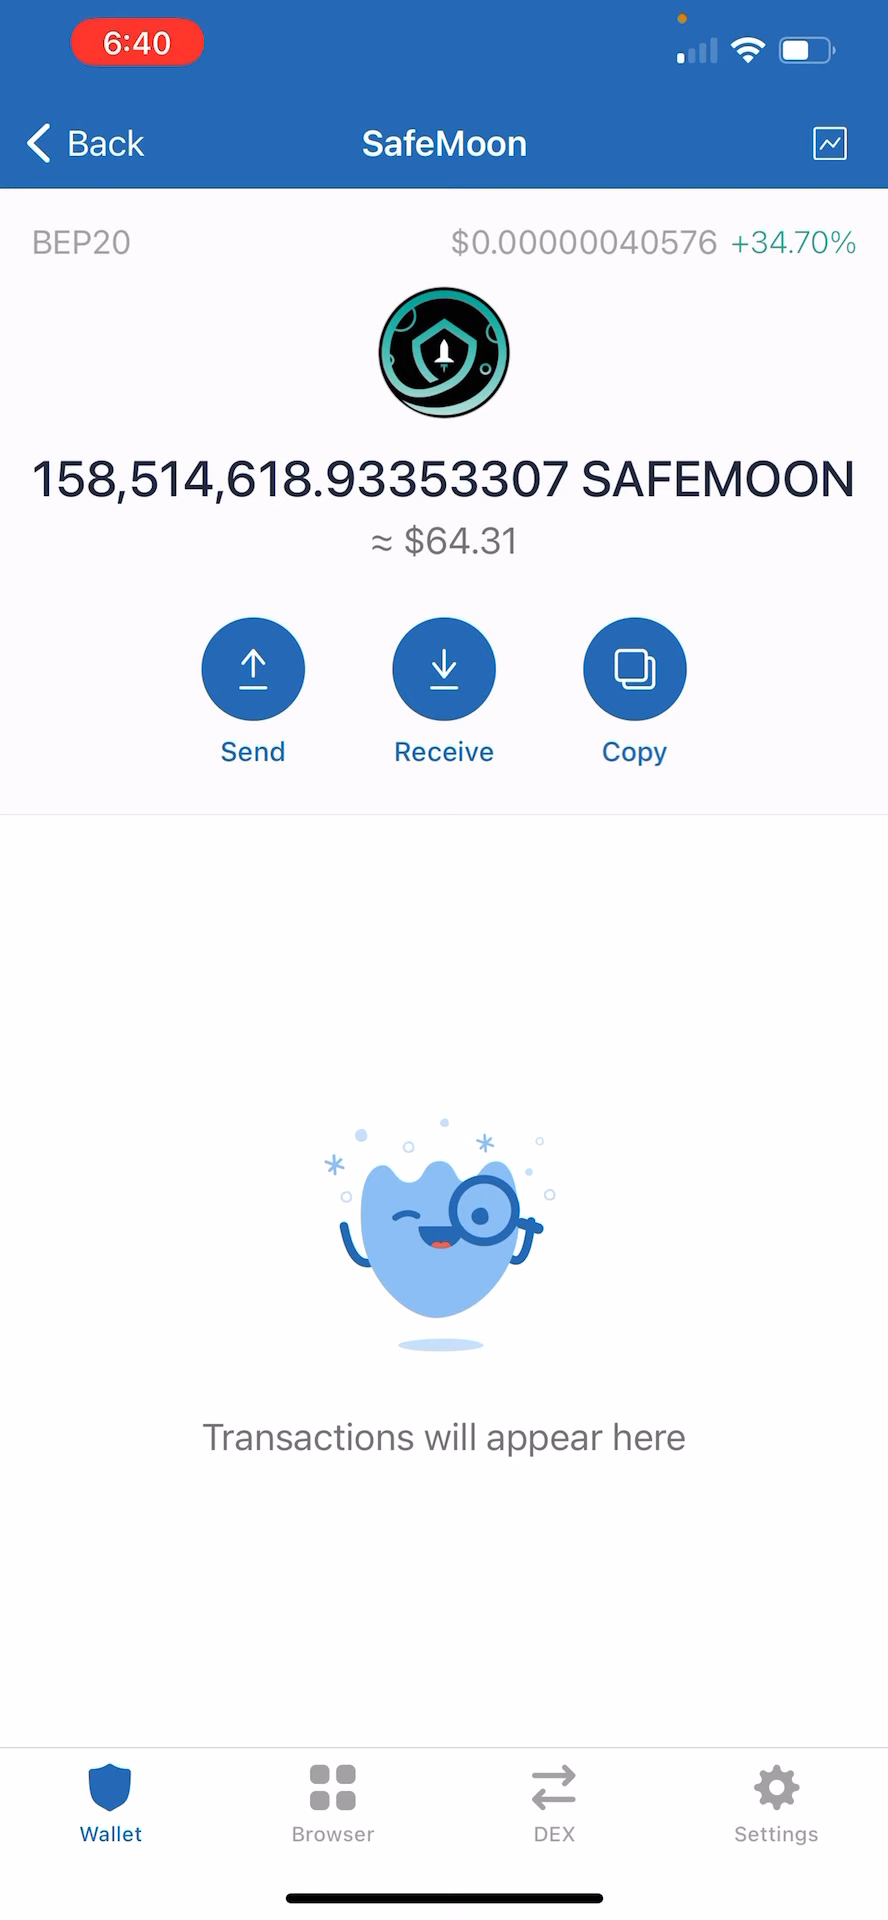 6:40
Back
SafeMoon
BEP20
$0.00000040576 +34.70%
158,514,618.93353307 SAFEMOON
≈ $64.31
Send
Receive
Copy
Transactions will appear here
Wallet
Browser
DEX
Settings